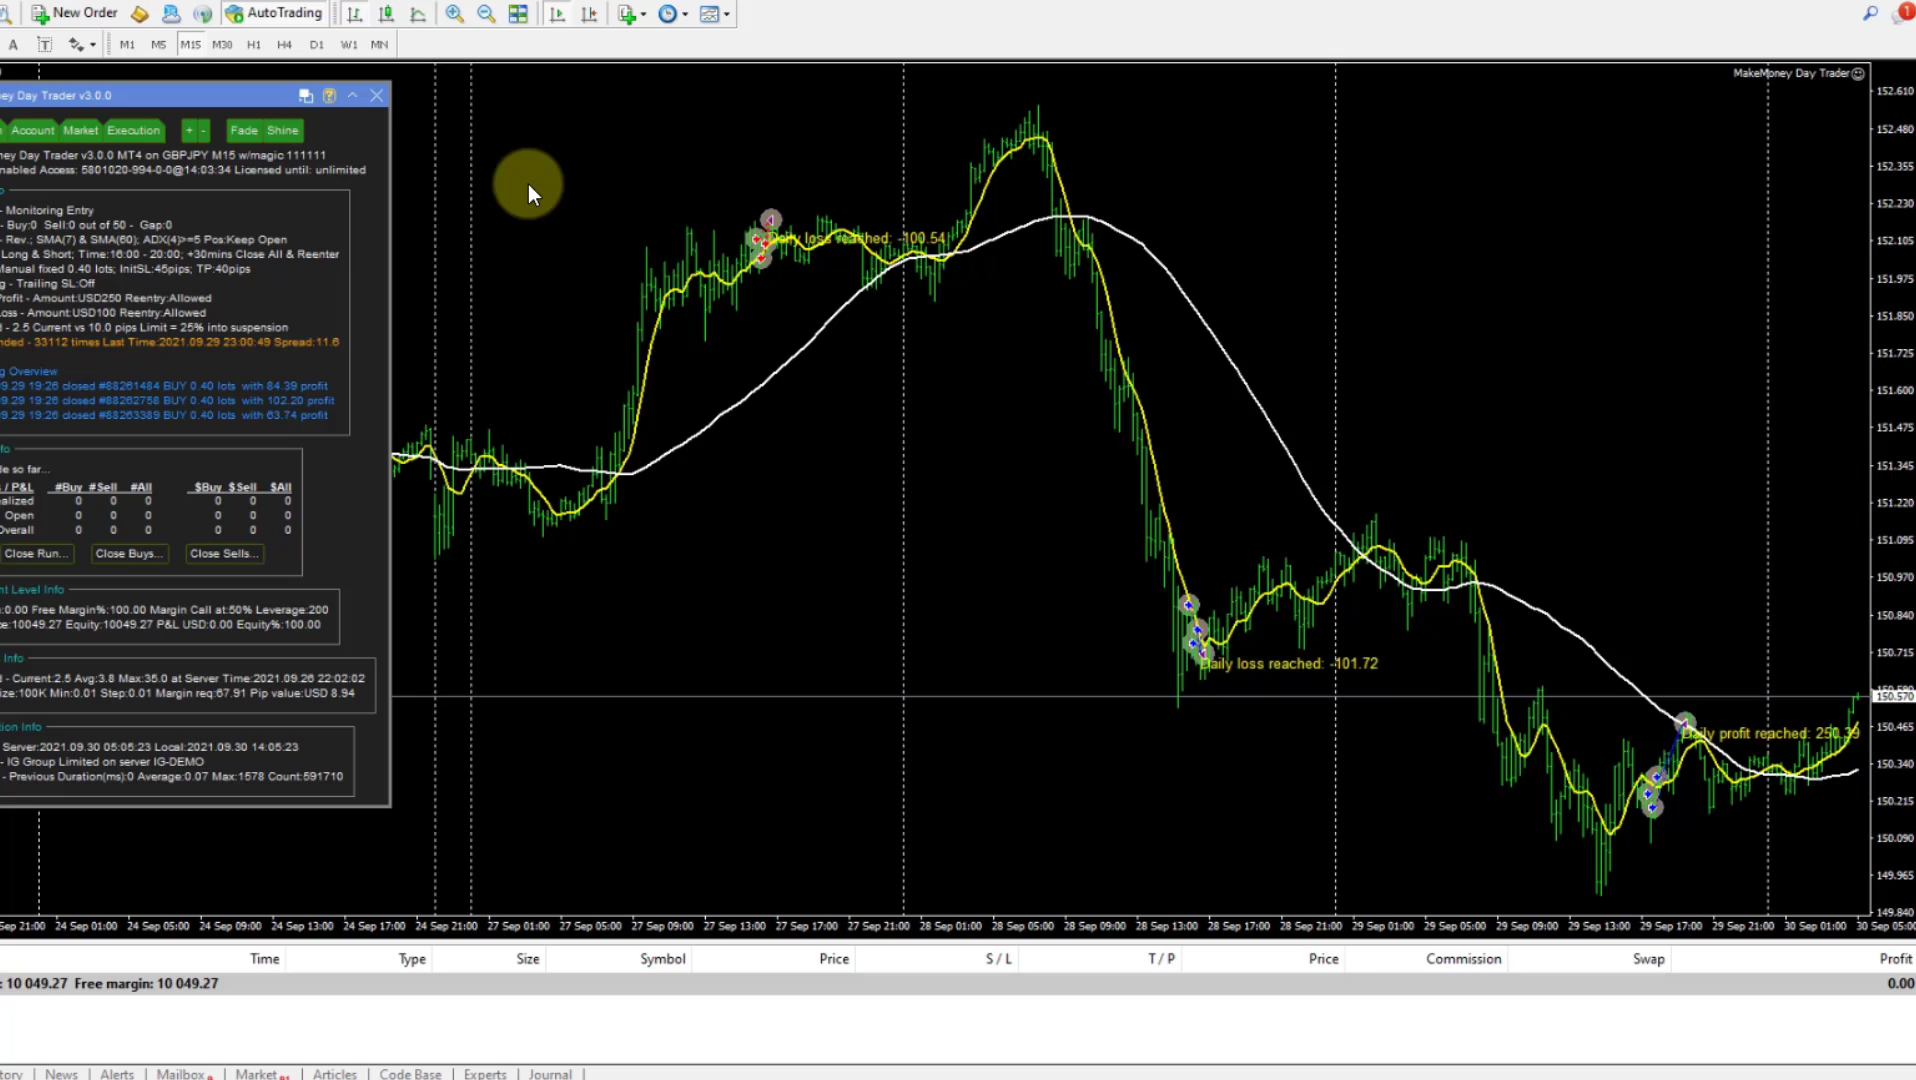 New Order AutoTrading 1
A T M1 M5 M15 M30 H1 H4 D1 W1 MN
MakeMoney Day Trader
ey Day Trader v3.0.0
Account Market Execution + - Fade Shine
ney Day Trader v3.0.0 MT4 on GBPJPY M15 w/magic 111111
nabled Access: 5801020-994-0-0@14:03:34 Licensed until: unlimited
- Monitoring Entry
- Buy:0 Sell:0 out of 50 - Gap:0
- Rev.; SMA(7) & SMA(60); ADX(4)>=5 Pos:Keep Open
Long & Short; Time:16:00 - 20:00; +30mins Close All & Reenter
Manual fixed 0.40 lots; InitSL:45pips; TP:40pips
g - Trailing SL:Off
Profit - Amount:USD250 Reentry:Allowed
oss - Amount:USD100 Reentry:Allowed
d - 2.5 Current vs 10.0 pips Limit = 25% into suspension
nded - 33112 times Last Time:2021.09.29 23:00:49 Spread:11.6
g Overview
09.29 19:26 closed #88261484 BUY 0.40 lots with 84.39 profit
09.29 19:26 closed #88262758 BUY 0.40 lots with 102.20 profit
09.29 19:26 closed #88263389 BUY 0.40 lots with 63.74 profit
fo
de so far...
s / P&L #Buy #Sell #All $Buy $Sell $All
alized 0 0 0 0 0 0
Open 0 0 0 0 0 0
Overall 0 0 0 0 0 0
Close Run... Close Buys... Close Sells...
nt Level Info
:0.00 Free Margin%:100.00 Margin Call at:50% Leverage:200
ce:10049.27 Equity:10049.27 P&L USD:0.00 Equity%:100.00
Info
d - Current:2.5 Avg:3.8 Max:35.0 at Server Time:2021.09.26 22:02:02
ize:100K Min:0.01 Step:0.01 Margin req:67.91 Pip value:USD 8.94
tion Info
Server:2021.09.30 05:05:23 Local:2021.09.30 14:05:23
- IG Group Limited on server IG-DEMO
- Previous Duration(ms):0 Average:0.07 Max:1578 Count:591710
Daily loss reached: -100.54
Daily loss reached: -101.72
Daily profit reached: 250.39
152.610
152.480
152.355
152.230
152.105
151.975
151.850
151.725
151.600
151.475
151.345
151.220
151.095
150.970
150.840
150.715
150.590
150.570
150.465
150.340
150.215
150.090
149.965
149.840
Sep 21:00 24 Sep 01:00 24 Sep 05:00 24 Sep 09:00 24 Sep 13:00 24 Sep 17:00 24 Sep 21:00 27 Sep 01:00 27 Sep 05:00 27 Sep 09:00 27 Sep 13:00 27 Sep 17:00 27 Sep 21:00 28 Sep 01:00 28 Sep 05:00 28 Sep 09:00 28 Sep 13:00 28 Sep 17:00 28 Sep 21:00 29 Sep 01:00 29 Sep 05:00 29 Sep 09:00 29 Sep 13:00 29 Sep 17:00 29 Sep 21:00 30 Sep 01:00 30 Sep 05:00
Time Type Size Symbol Price S / L T / P Price Commission Swap Profit
: 10 049.27 Free margin: 10 049.27 0.00
tory | News | Alerts | Mailbox | Market | Articles | Code Base | Experts | Journal |